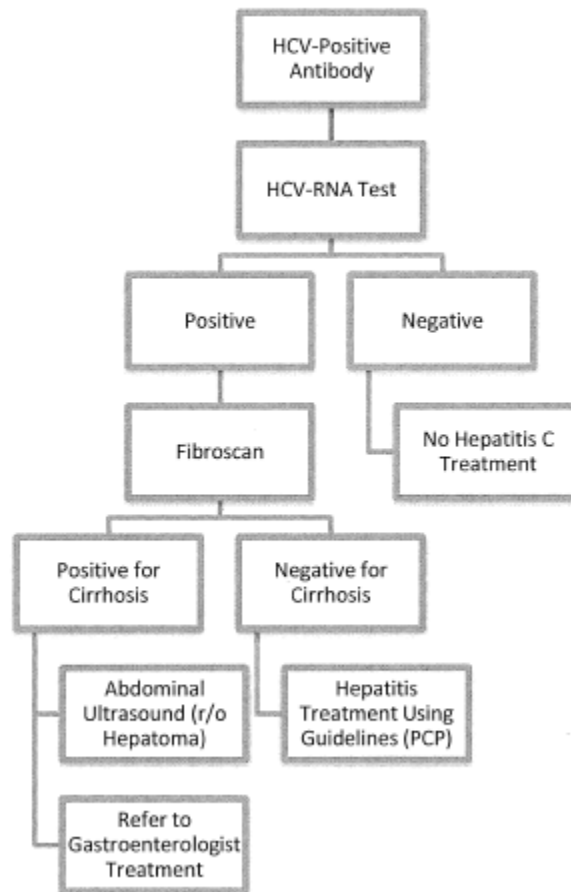 HCV-Positive
Antibody
HCV-RNA Test
Positive
Negative
Fibroscan
No Hepatitis C
Treatment
Positive for
Cirrhosis
Negative for
Cirrhosis
Abdominal
Ultrasound (r/o
Hepatoma)
Hepatitis
Treatment Using
Guidelines (PCP)
Refer to
Gastroenterologist
Treatment